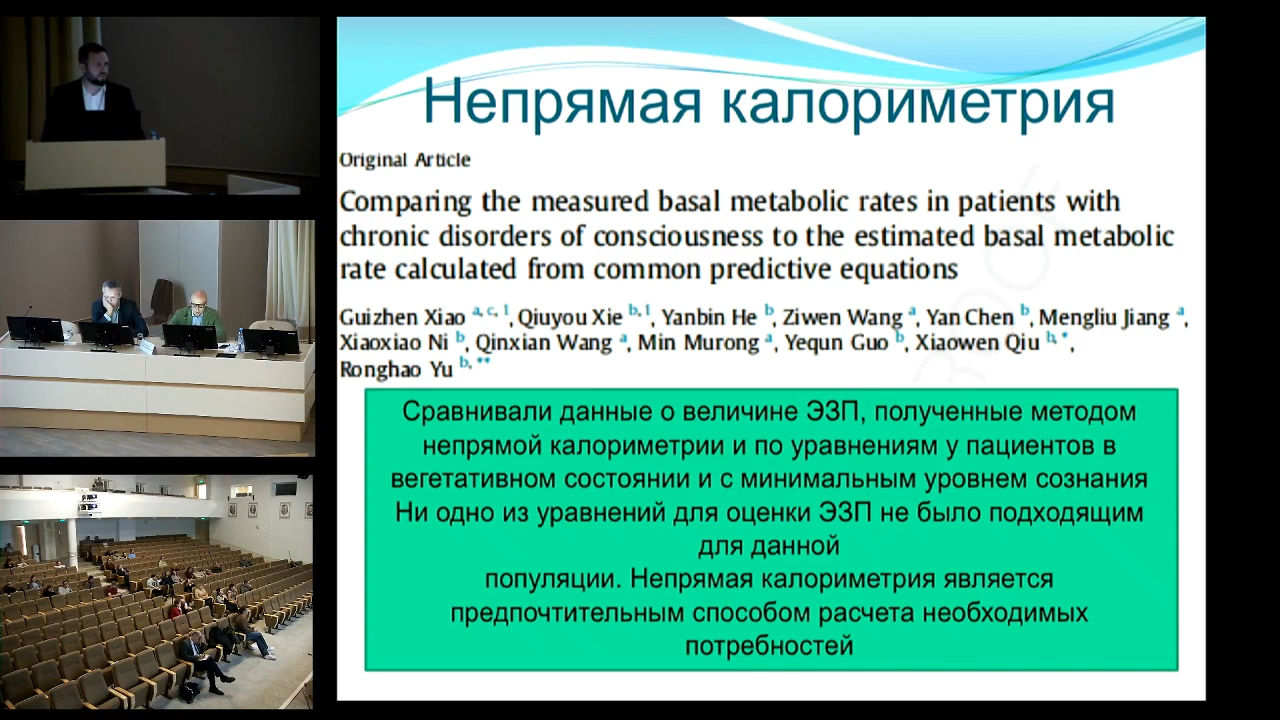 Непрямая калориметрия
Original Article
Comparing the measured basal metabolic rates in patients with
chronic disorders of consciousness to the estimated basal metabolic
rate calculated from common predictive equations
Guizhen Xiao a, c, 1, Qiuyou Xie b, 1, Yanbin He b, Ziwen Wang a, Yan Chen b, Mengliu Jiang a,
Xiaoxiao Ni b, Qinxian Wang a, Min Murong a, Yequn Guo b, Xiaowen Qiu b, *,
Ronghao Yu b, **
Сравнивали данные о величине ЭЗП, полученные методом
непрямой калориметрии и по уравнениям у пациентов в
вегетативном состоянии и с минимальным уровнем сознания
Ни одно из уравнений для оценки ЭЗП не было подходящим
для данной
популяции. Непрямая калориметрия является
предпочтительным способом расчета необходимых
потребностей